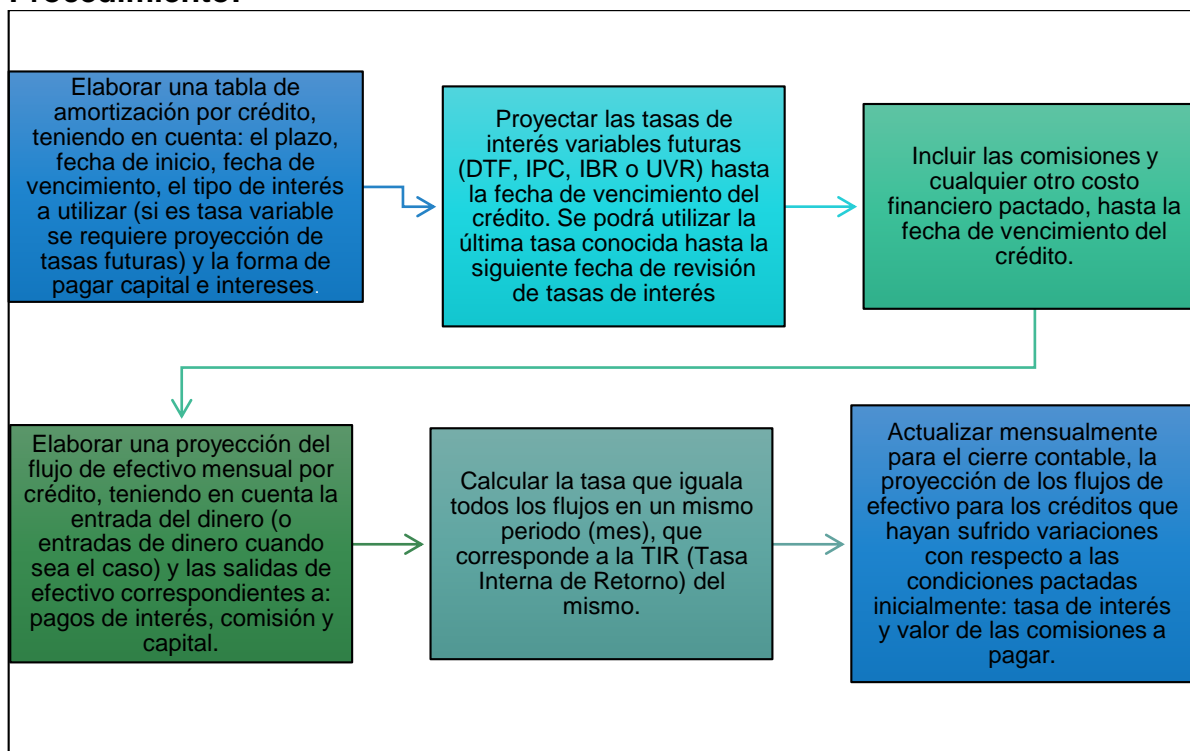 Procedimiento:
Elaborar una tabla de
amortización por crédito,
teniendo en cuenta: el plazo,
fecha de inicio, fecha de
vencimiento, el tipo de interés
a utilizar (si es tasa variable
se requiere proyección de
tasas futuras) y la forma de
pagar capital e intereses.
Proyectar las tasas de
interés variables futuras
(DTF, IPC, IBR o UVR) hasta
la fecha de vencimiento del
crédito. Se podrá utilizar la
última tasa conocida hasta la
siguiente fecha de revisión
de tasas de interés
Incluir las comisiones y
cualquier otro costo
financiero pactado, hasta la
fecha de vencimiento del
crédito.
Elaborar una proyección del
flujo de efectivo mensual por
crédito, teniendo en cuenta la
entrada del dinero (o
entradas de dinero cuando
sea el caso) y las salidas de
efectivo correspondientes a:
pagos de interés, comisión y
capital.
Calcular la tasa que iguala
todos los flujos en un mismo
periodo (mes), que
corresponde a la TIR (Tasa
Interna de Retorno) del
mismo.
Actualizar mensualmente
para el cierre contable, la
proyección de los flujos de
efectivo para los créditos que
hayan sufrido variaciones
con respecto a las
condiciones pactadas
inicialmente: tasa de interés
y valor de las comisiones a
pagar.